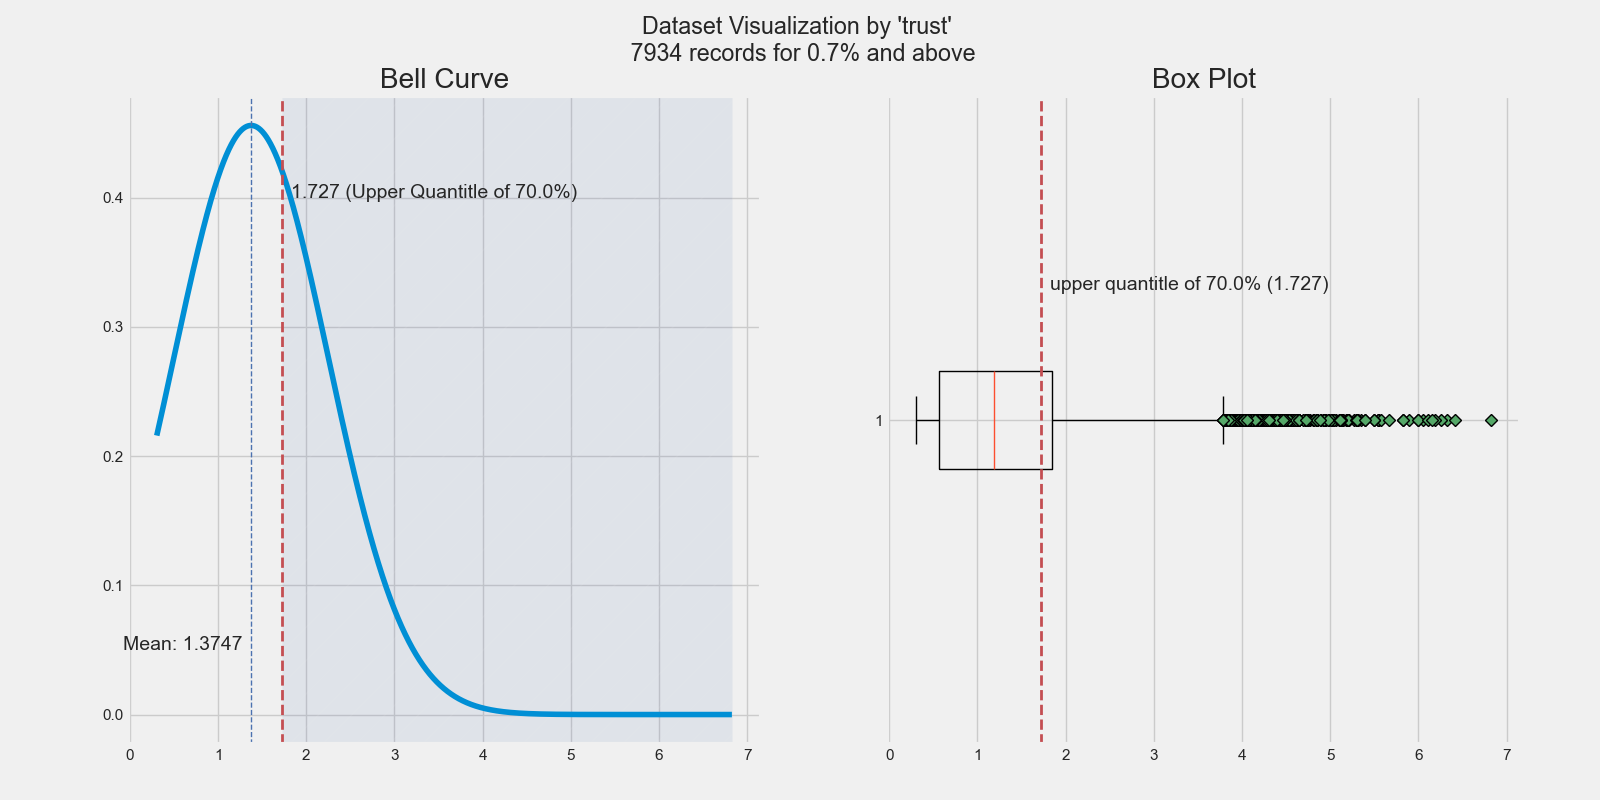 Dataset Visualization by 'trust'
7934 records for 0.7% and above
Bell Curve
0.4
0.3
0.2
0.1
0.0
1.727 (Upper Quantitle of 70.0%)
Mean: 1.3747
0 1 2 3 4 5 6 7
Box Plot
upper quantitle of 70.0% (1.727)
1
0 1 2 3 4 5 6 7